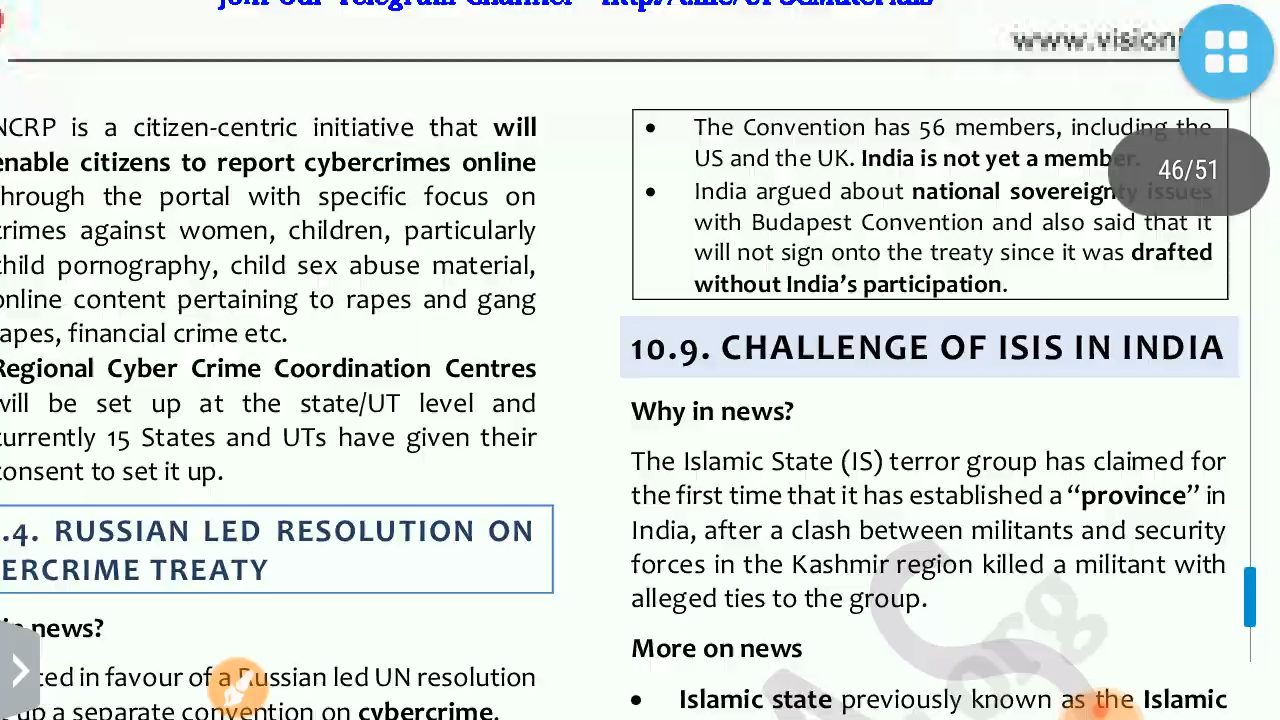 Join our Telegram Channel
www.vision
NCRP is a citizen-centric initiative that will
enable citizens to report cybercrimes online
through the portal with specific focus on
crimes against women, children, particularly
child pornography, child sex abuse material,
online content pertaining to rapes and gang
rapes, financial crime etc.
Regional Cyber Crime Coordination Centres
will be set up at the state/UT level and
currently 15 States and UTs have given their
consent to set it up.
.4. RUSSIAN LED RESOLUTION ON
ERCRIME TREATY
in news?
ted in favour of a Russian led UN resolution
up a separate convention on cybercrime.
• The Convention has 56 members, including the
US and the UK. India is not yet a member.
• India argued about national sovereignty issues
with Budapest Convention and also said that it
will not sign onto the treaty since it was drafted
without India's participation.
46/51
10.9. CHALLENGE OF ISIS IN INDIA
Why in news?
The Islamic State (IS) terror group has claimed for
the first time that it has established a “province” in
India, after a clash between militants and security
forces in the Kashmir region killed a militant with
alleged ties to the group.
More on news
• Islamic state previously known as the Islamic